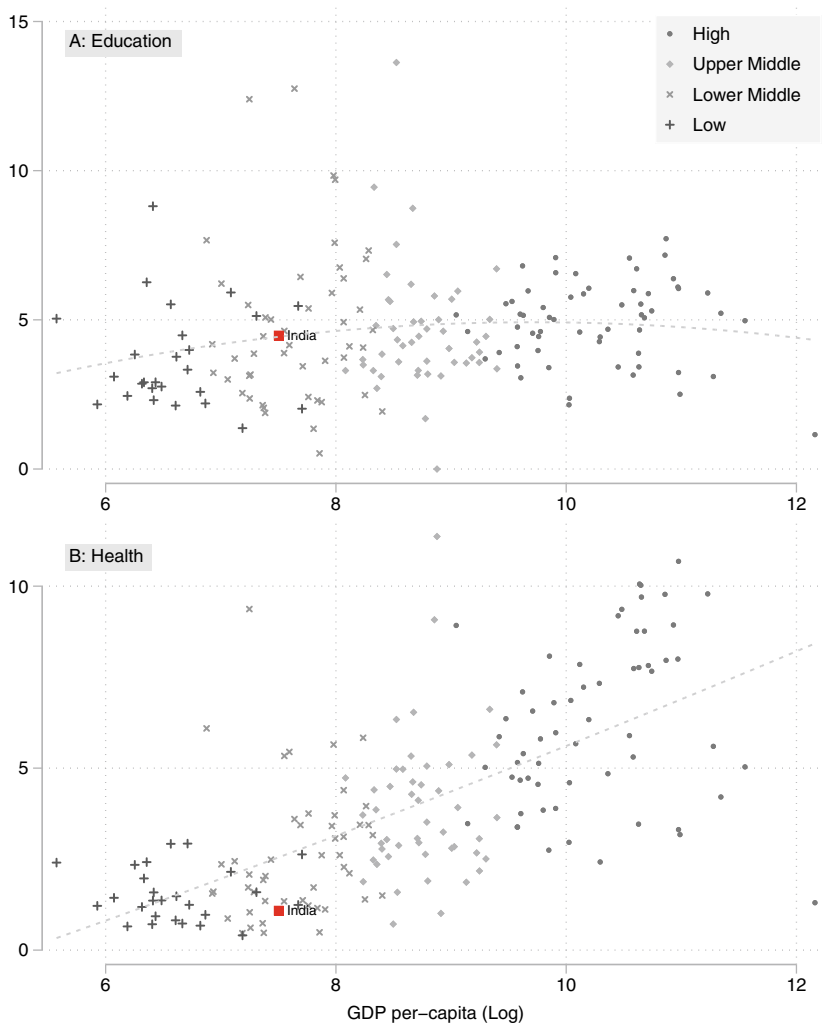 15
A: Education
High
Upper Middle
Lower Middle
Low
10
5
India
0
6 8 10 12
B: Health
10
5
India
0
6 8 10 12
GDP per−capita (Log)